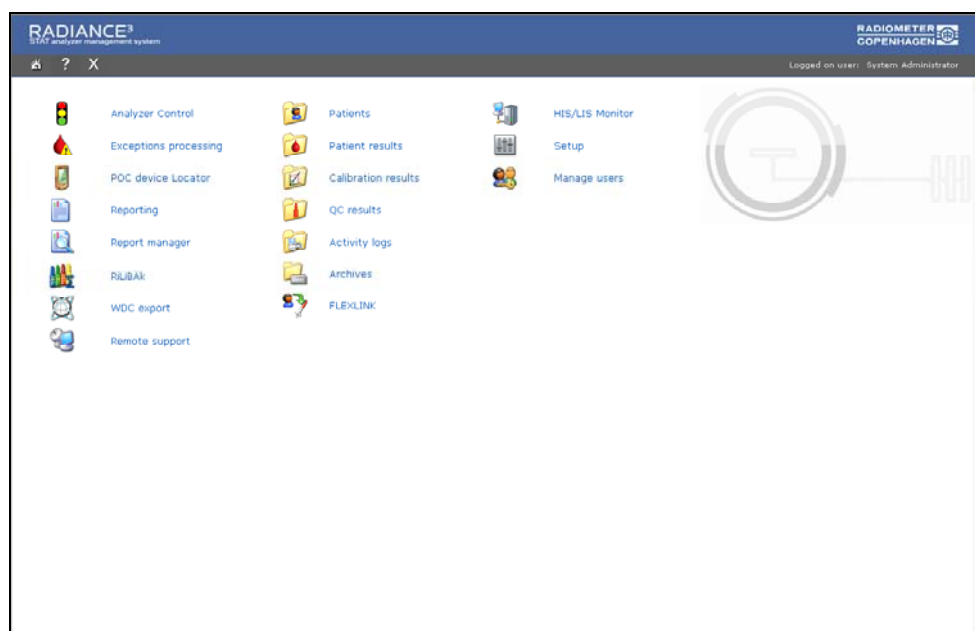 RADIANCE³
STAT analyzer management system
RADIOMETER
COPENHAGEN
? X
Logged on user: System Administrator
Analyzer Control
Patients
HIS/LIS Monitor
Exceptions processing
Patient results
Setup
POC device Locator
Calibration results
Manage users
Reporting
QC results
Report manager
Activity logs
RiLiBÄk
Archives
WDC export
FLEXLINK
Remote support